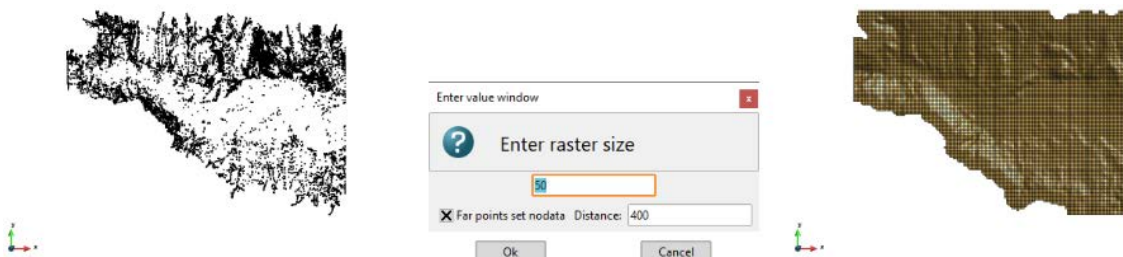 Enter value window
x
Enter raster size
50
Far points set nodata Distance: 400
Ok Cancel
y
x
y
x